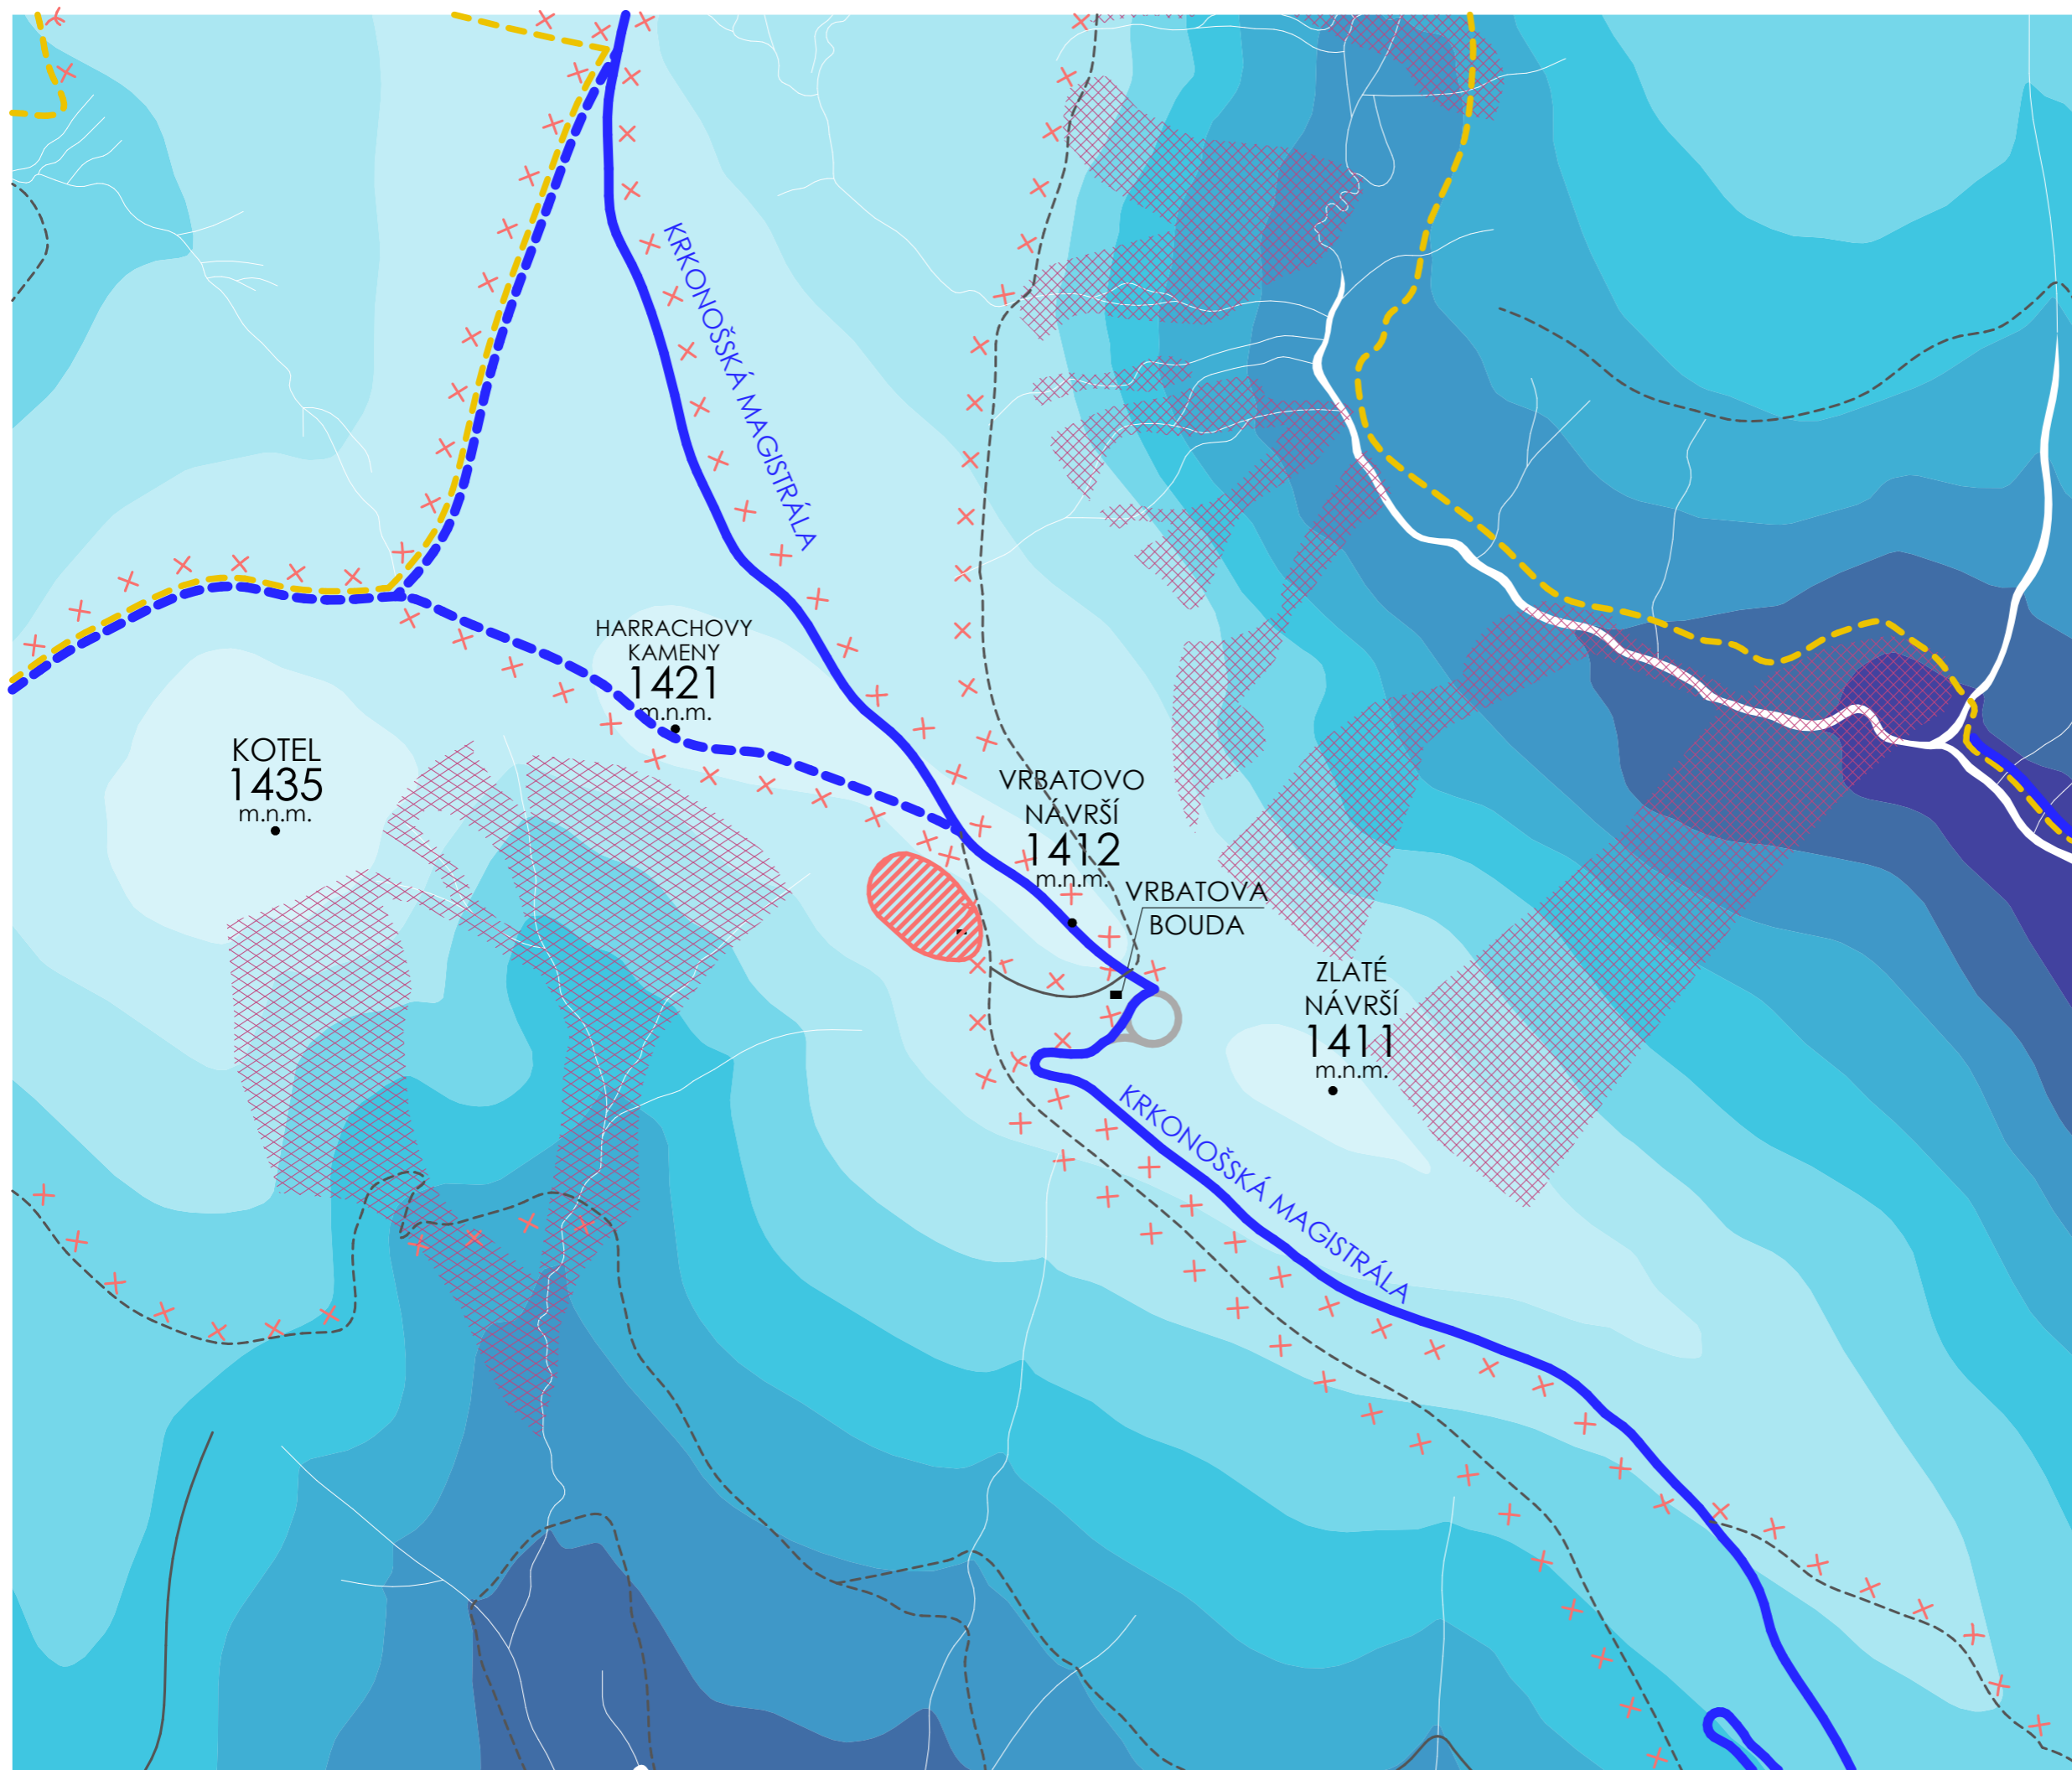 KRKONOŠSKÁ MAGISTRÁLA
HARRACHOVY
KAMENY
1421
m.n.m.
KOTEL
1435
m.n.m.
VRBATOVO
NÁVRŠÍ
1412
m.n.m.
VRBATOVA
BOUDA
ZLATÉ
NÁVRŠÍ
1411
m.n.m.
KRKONOŠSKÁ MAGISTRÁLA